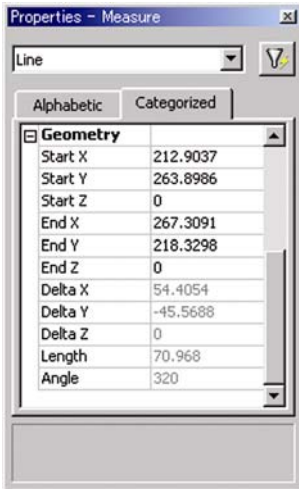 Properties - Measure
Line
Alphabetic Categorized
Geometry
Start X 212.9037
Start Y 263.8986
Start Z 0
End X 267.3091
End Y 218.3298
End Z 0
Delta X 54.4054
Delta Y -45.5688
Delta Z 0
Length 70.968
Angle 320